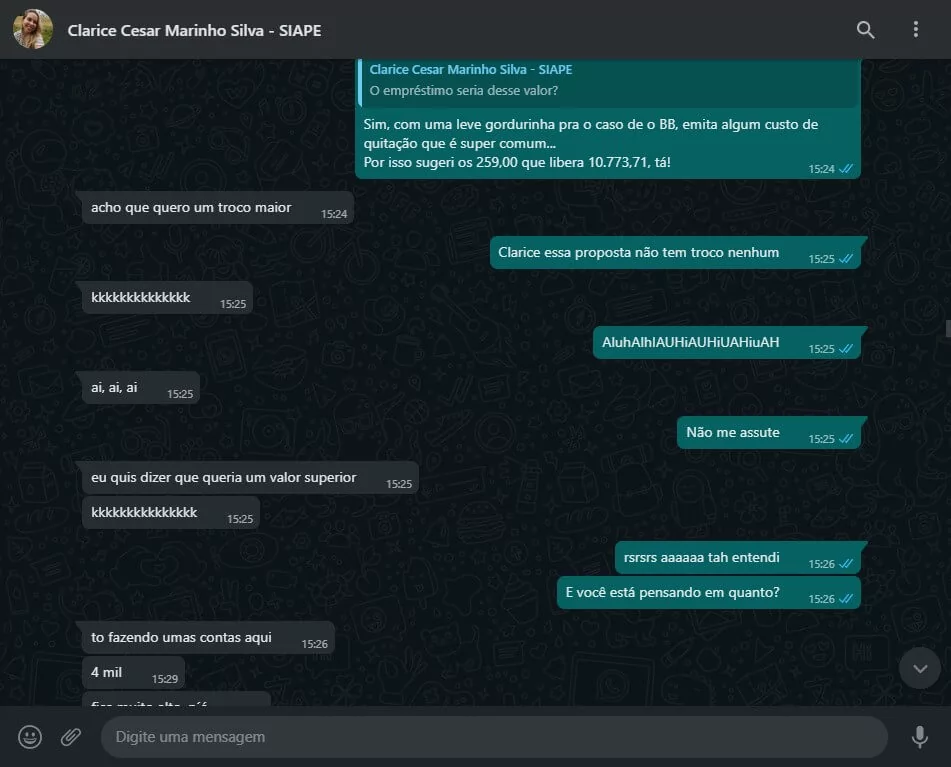 Clarice Cesar Marinho Silva - SIAPE
Clarice Cesar Marinho Silva - SIAPE
O empréstimo seria desse valor?
Sim, com uma leve gordurinha pra o caso de o BB, emita algum custo de
quitação que é super comum...
Por isso sugeri os 259,00 que libera 10.773,71, tá!
15:24
acho que quero um troco maior 15:24
Clarice essa proposta não tem troco nenhum 15:25
kkkkkkkkkkkkkk 15:25
AluhAIhIAUHiAUHiUAHiuAH 15:25
ai, ai, ai 15:25
Não me assute 15:25
eu quis dizer que queria um valor superior 15:25
kkkkkkkkkkkkkkk 15:25
rsrsrs aaaaaa tah entendi 15:26
E você está pensando em quanto? 15:26
to fazendo umas contas aqui 15:26
4 mil 15:29
Digite uma mensagem